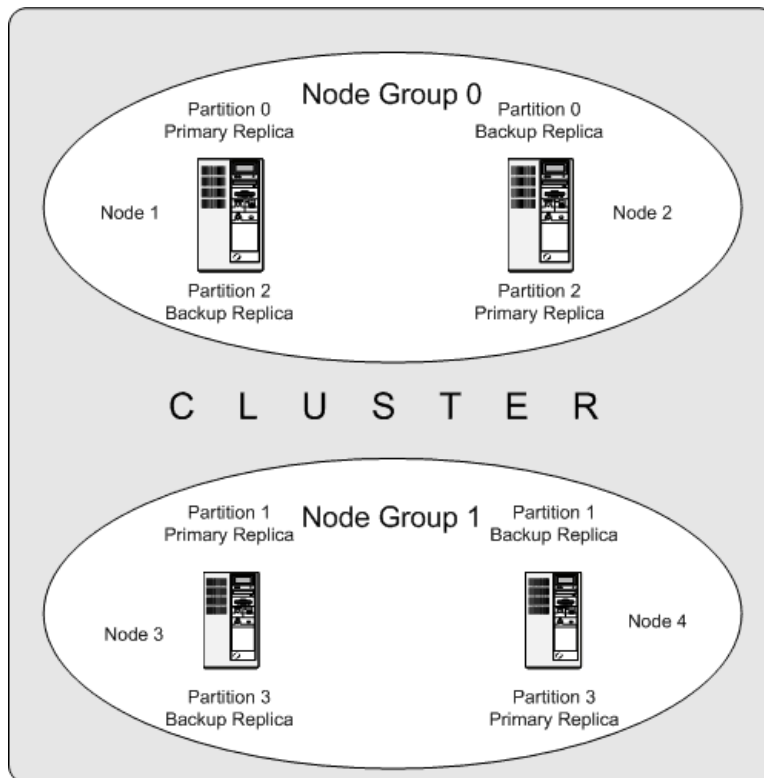 Node Group 0
Partition 0
Primary Replica
Partition 0
Backup Replica
Node 1
Node 2
Partition 2
Backup Replica
Partition 2
Primary Replica
C L U S T E R
Node Group 1
Partition 1
Primary Replica
Partition 1
Backup Replica
Node 3
Node 4
Partition 3
Backup Replica
Partition 3
Primary Replica